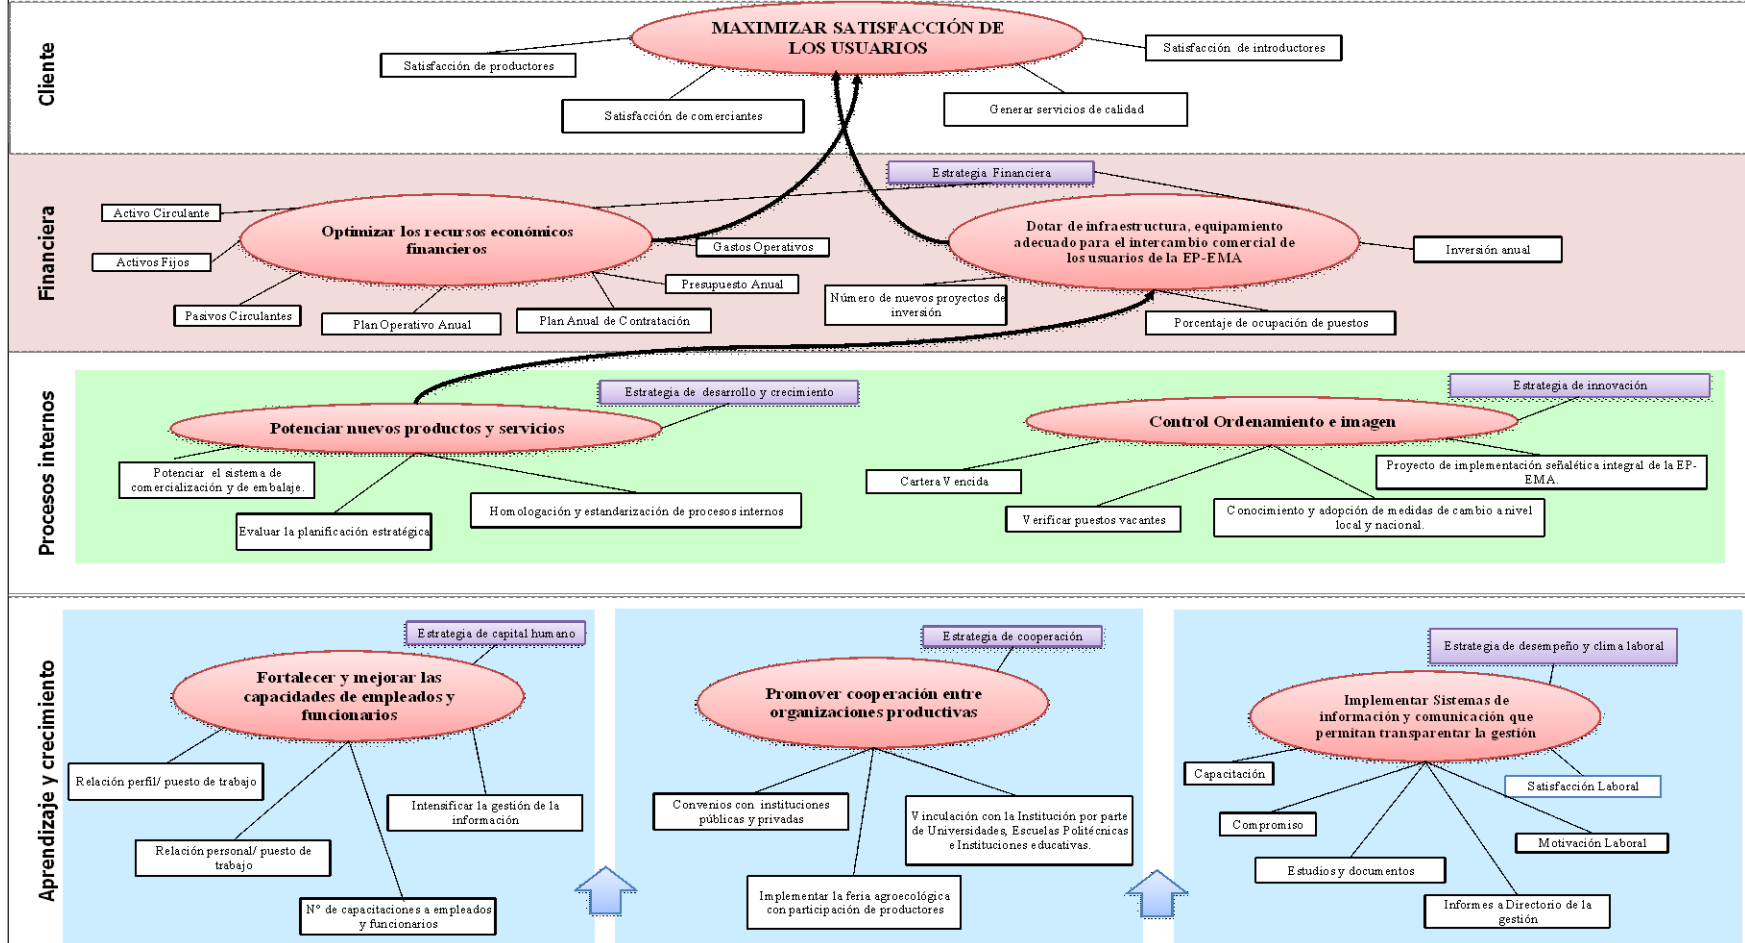 Cliente
MAXIMIZAR SATISFACCIÓN DE
LOS USUARIOS
Satisfacción de productores
Satisfacción de introductores
Satisfacción de comerciantes
Generar servicios de calidad
Financiera
Estrategia Financiera
Activo Circulante
Optimizar los recursos económicos
financieros
Activos Fijos
Gastos Operativos
Pasivos Circulantes
Presupuesto Anual
Plan Operativo Anual
Plan Anual de Contratación
Dotar de infraestructura, equipamiento
adecuado para el intercambio comercial de
los usuarios de la EP-EMA
Inversión anual
Número de nuevos proyectos de
inversión
Porcentaje de ocupación de puestos
Procesos internos
Estrategia de desarrollo y crecimiento
Potenciar nuevos productos y servicios
Potenciar el sistema de
comercialización y de embalaje.
Evaluar la planificación estratégica
Homologación y estandarización de procesos internos
Estrategia de innovación
Control Ordenamiento e imagen
Cartera Vencida
Proyecto de implementación señalética integral de la EP-
EMA.
Verificar puestos vacantes
Conocimiento y adopción de medidas de cambio a nivel
local y nacional.
Aprendizaje y crecimiento
Estrategia de capital humano
Fortalecer y mejorar las
capacidades de empleados y
funcionarios
Relación perfil/ puesto de trabajo
Intensificar la gestión de la
información
Relación personal/ puesto de
trabajo
Nº de capacitaciones a empleados
y funcionarios
Estrategia de cooperación
Promover cooperación entre
organizaciones productivas
Convenios con instituciones
públicas y privadas
Vinculación con la Institución por parte
de Universidades, Escuelas Politécnicas
e Instituciones educativas.
Implementar la feria agroecológica
con participación de productores
Estrategia de desempeño y clima laboral
Implementar Sistemas de
información y comunicación que
permitan transparentar la gestión
Capacitación
Satisfacción Laboral
Compromiso
Motivación Laboral
Estudios y documentos
Informes a Directorio de la
gestión